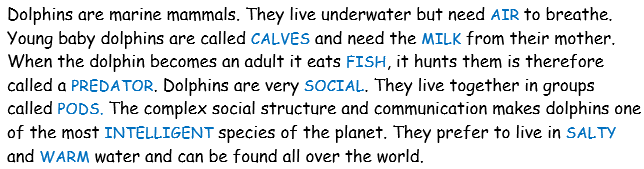 Dolphins are marine mammals. They live underwater but need AIR to breathe.
Young baby dolphins are called CALVES and need the MILK from their mother.
When the dolphin becomes an adult it eats FISH, it hunts them is therefore
called a PREDATOR. Dolphins are very SOCIAL. They live together in groups
called PODS. The complex social structure and communication makes dolphins one
of the most INTELLIGENT species of the planet. They prefer to live in SALTY
and WARM water and can be found all over the world.